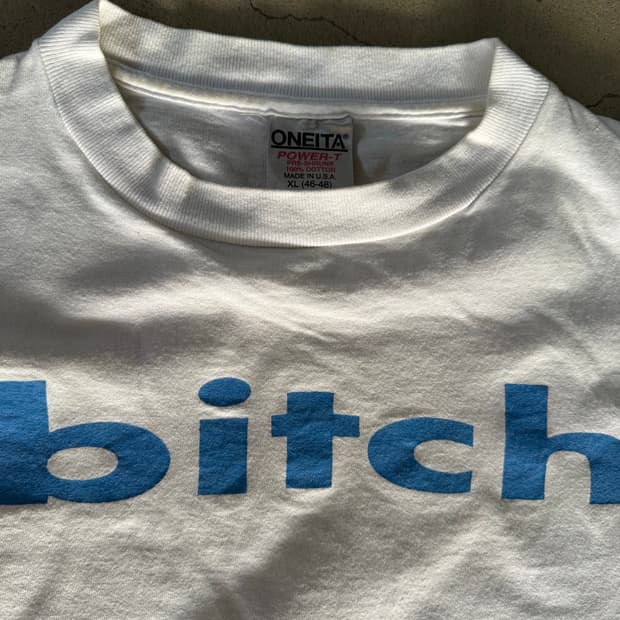 ONEITA®
POWER-T
PRE-SHRUNK
100% COTTON
MADE IN U.S.A.
XL (46-48)
bitch